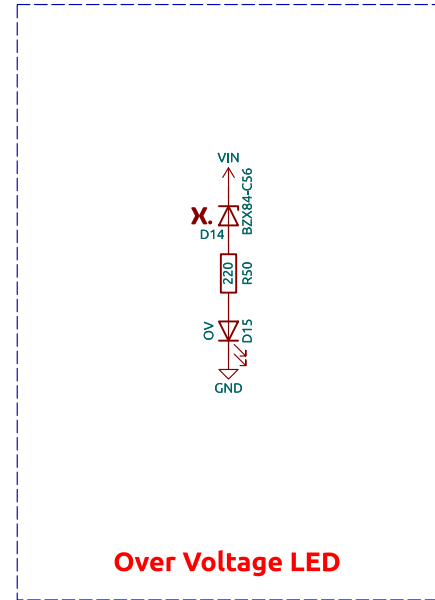 VIN
BZX84-C56
X.
D14
220
R50
OV
D15
GND
Over Voltage LED